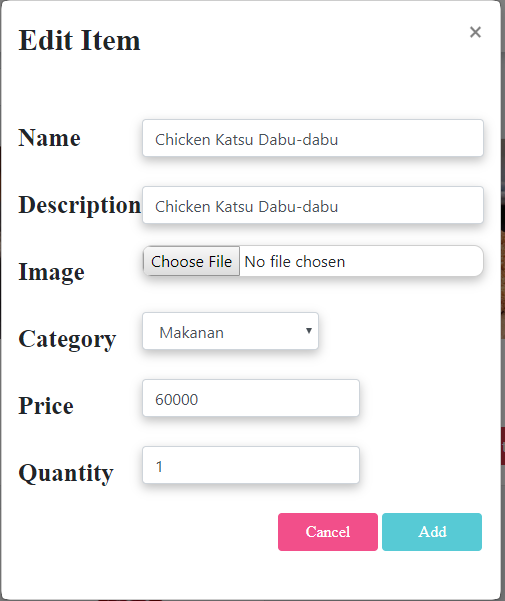 Edit Item
×
Name
Chicken Katsu Dabu-dabu
Description
Chicken Katsu Dabu-dabu
Image
Choose File No file chosen
Category
Makanan
Price
60000
Quantity
1
Cancel
Add